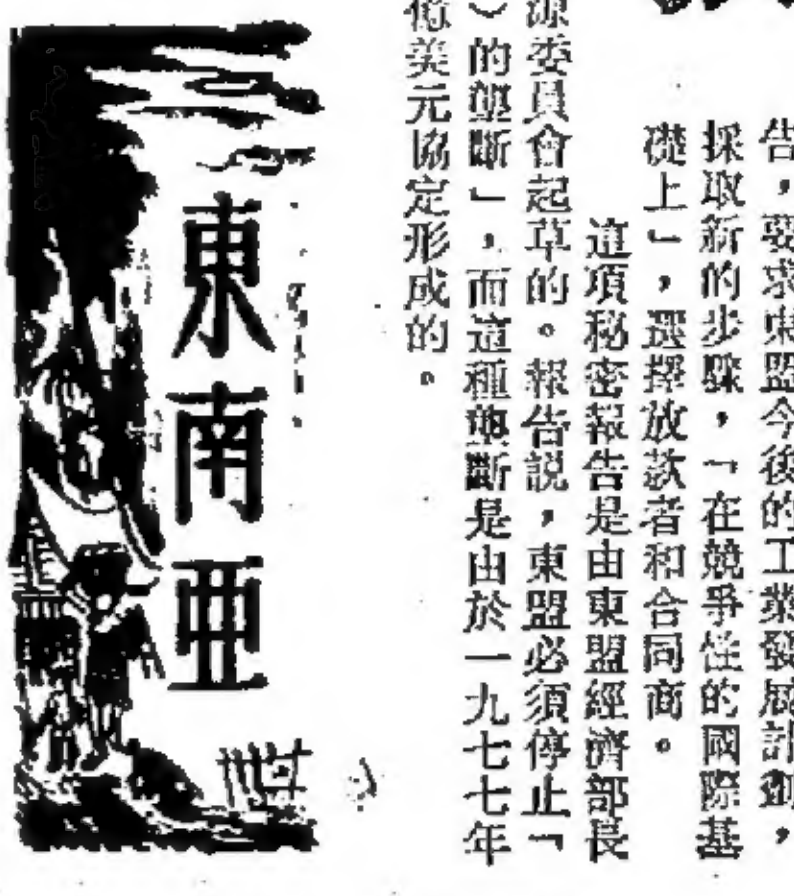 告，要求東盟今後的工業發展計劃，
採取新的步驟，「在競爭性的國際基
礎上」，選擇放款者和合同商。
這項秘密報告是由東盟經濟部長
源委員會起草的。報告説，東盟必須停止「
）的壟斷」，而這種壟斷是由於一九七七年
億美元協定形成的。
東南亜